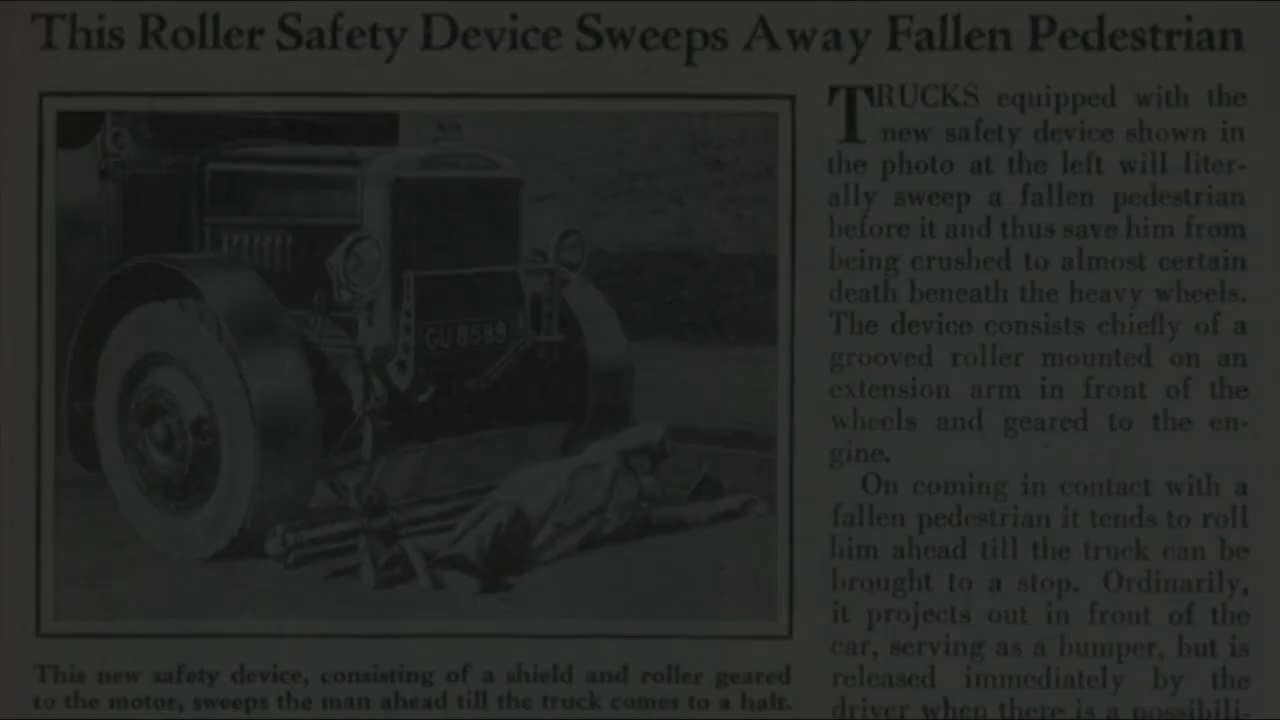 This Roller Safety Device Sweeps Away Fallen Pedestrian
GU 8588
This new safety device, consisting of a shield and roller geared
to the motor, sweeps the man ahead till the truck comes to a halt.
TRUCKS equipped with the
new safety device shown in
the photo at the left will liter-
ally sweep a fallen pedestrian
before it and thus save him from
being crushed to almost certain
death beneath the heavy wheels.
The device consists chiefly of a
grooved roller mounted on an
extension arm in front of the
wheels and geared to the en-
gine.
On coming in contact with a
fallen pedestrian it tends to roll
him ahead till the truck can be
brought to a stop. Ordinarily,
it projects out in front of the
car, serving as a bumper, but is
released immediately by the
driver when there is a possibili-